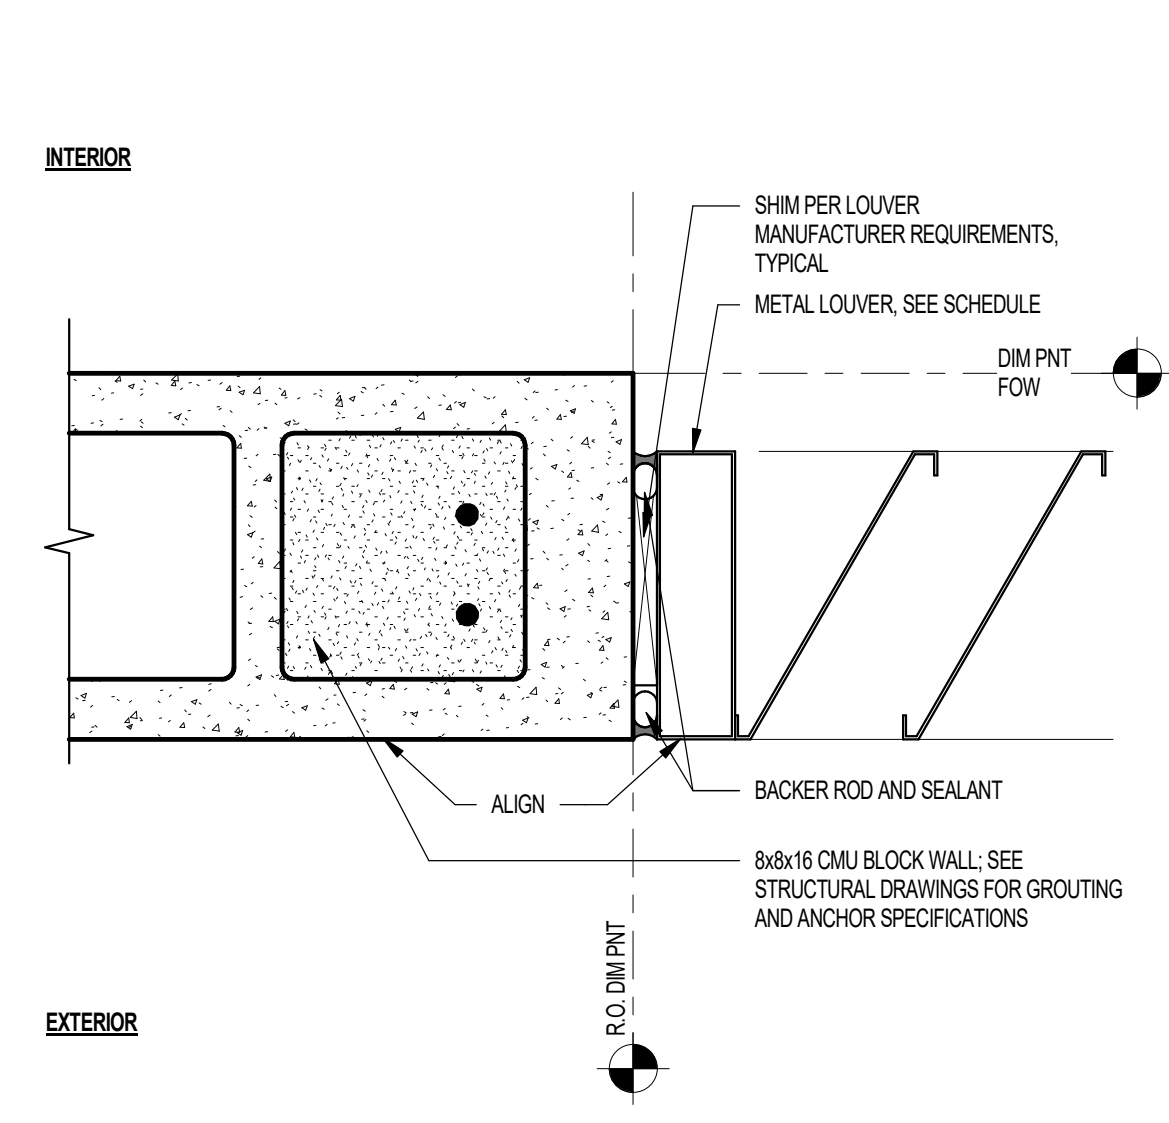 INTERIOR
SHIM PER LOUVER
MANUFACTURER REQUIREMENTS,
TYPICAL
METAL LOUVER, SEE SCHEDULE
DIM PNT
FOW
BACKER ROD AND SEALANT
ALIGN
8x8x16 CMU BLOCK WALL; SEE
STRUCTURAL DRAWINGS FOR GROUTING
AND ANCHOR SPECIFICATIONS
R.O. DIM PNT
EXTERIOR